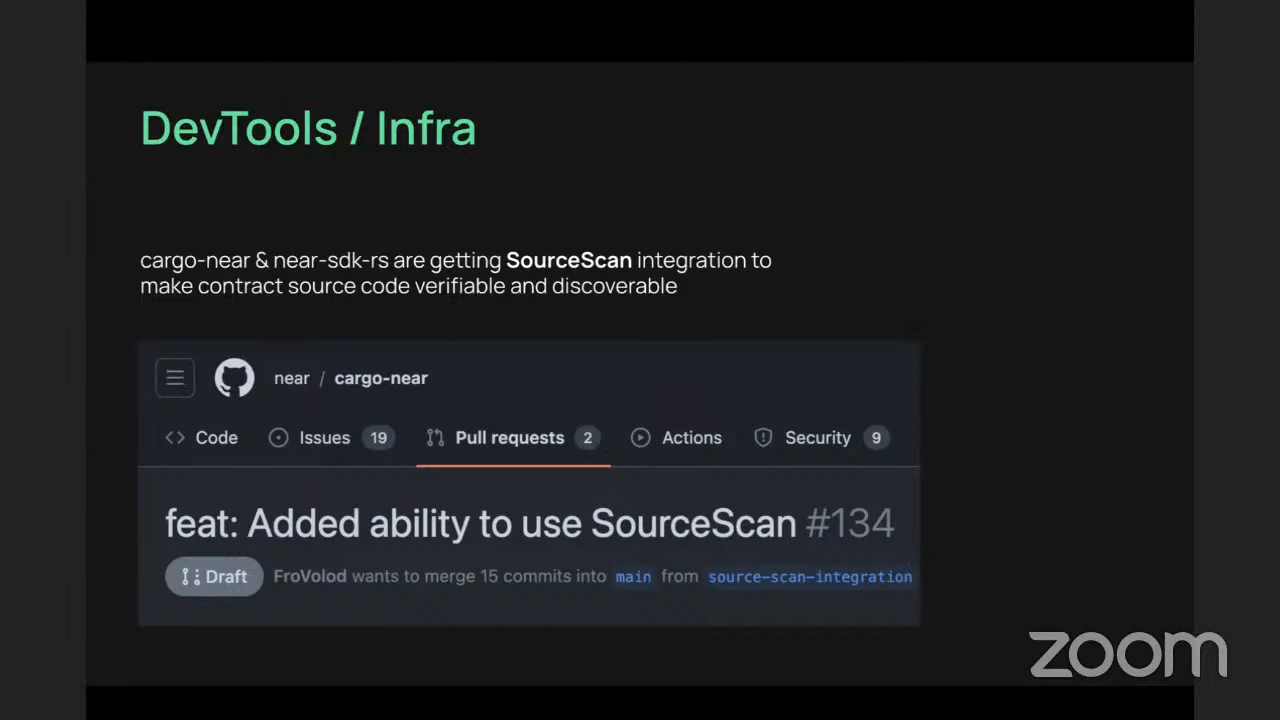 DevTools / Infra
cargo-near & near-sdk-rs are getting SourceScan integration to
make contract source code verifiable and discoverable
near / cargo-near
Code Issues 19 Pull requests 2 Actions Security 9
feat: Added ability to use SourceScan #134
Draft FroVolod wants to merge 15 commits into main from source-scan-integration
zoom